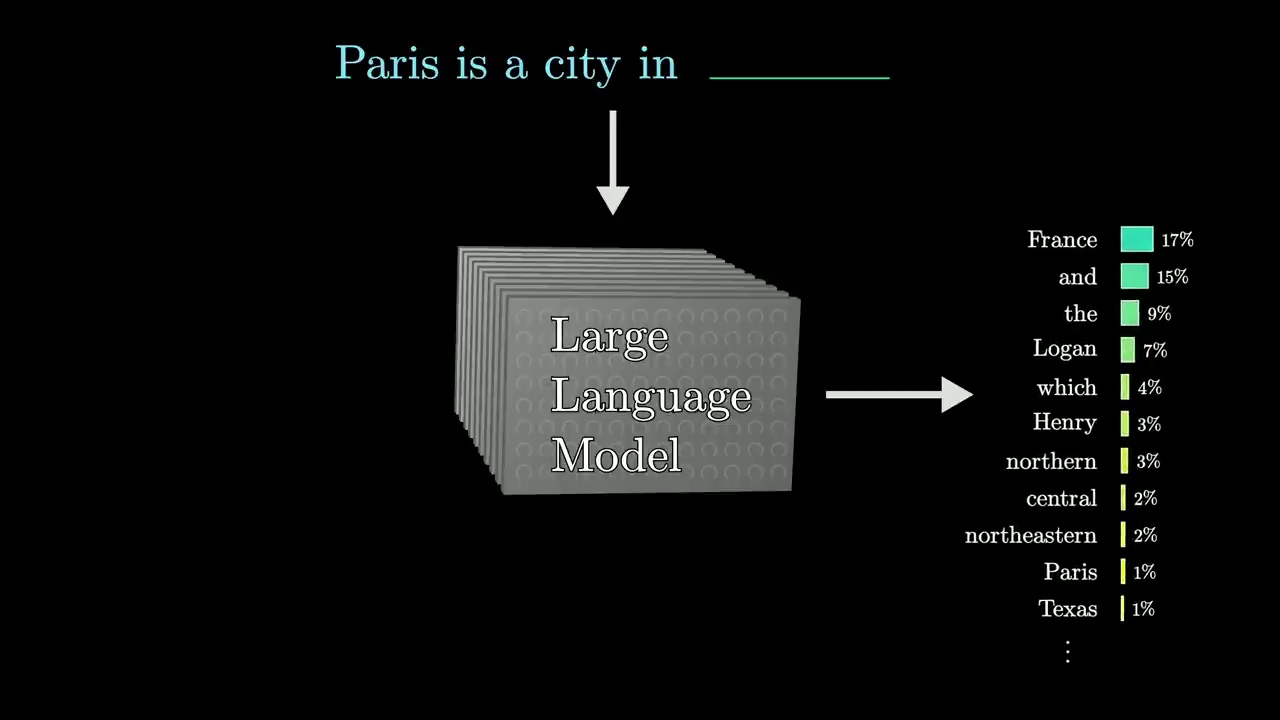 Paris is a city in
Large
Language
Model
France 17%
and 15%
the 9%
Logan 7%
which 4%
Henry 3%
northern 3%
central 2%
northeastern 2%
Paris 1%
Texas 1%
⋮